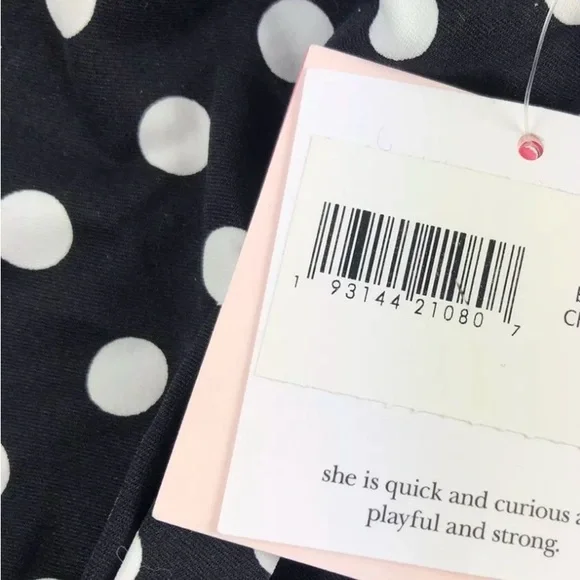 1 93144 21080 7
she is quick and curious a
playful and strong.